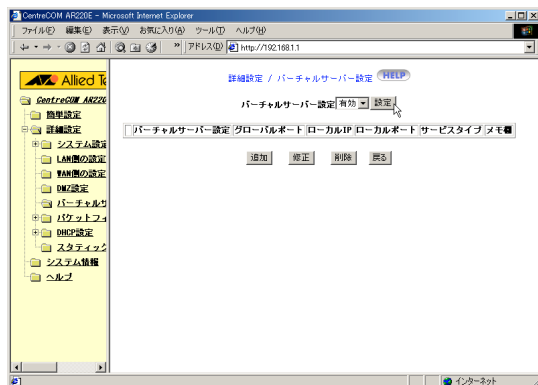 CentreCOM AR220E - Microsoft Internet Explorer
ファイル(F) 編集(E) 表示(V) お気に入り(A) ツール(T) ヘルプ(H)
アドレス(D) http://192.168.1.1
Allied Te
CentreCOM AR220
簡単設定
詳細設定
システム設定
LAN側の設定
WAN側の設定
DMZ設定
バーチャルサ
パケットフィ
DHCP設定
スタティック
システム情報
ヘルプ
詳細設定 / バーチャルサーバー設定 HELP
バーチャルサーバー設定 有効 設定
バーチャルサーバー設定 グローバルポート ローカルIP ローカルポート サービスタイプ メモ
追加 修正 削除 戻る
インターネット